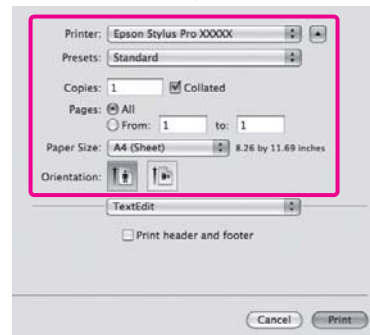 Printer: Epson Stylus Pro XXXXX
Presets: Standard
Copies: 1 Collated
Pages: All
From: 1 to: 1
Paper Size: A4 (Sheet) 8.26 by 11.69 inches
Orientation:
TextEdit
Print header and footer
Cancel Print